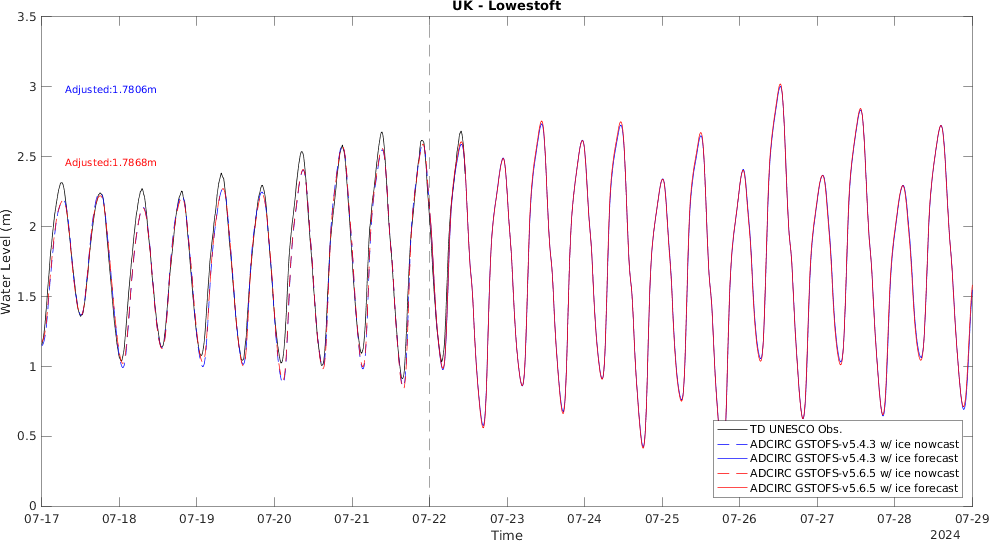 UK - Lowestoft
3.5
3
2.5
2
1.5
1
0.5
0
Water Level (m)
Adjusted:1.7806m
Adjusted:1.7868m
TD UNESCO Obs.
ADCIRC GSTOFS-v5.4.3 w/ ice nowcast
ADCIRC GSTOFS-v5.4.3 w/ ice forecast
ADCIRC GSTOFS-v5.6.5 w/ ice nowcast
ADCIRC GSTOFS-v5.6.5 w/ ice forecast
07-17 07-18 07-19 07-20 07-21 07-22 07-23 07-24 07-25 07-26 07-27 07-28 07-29
Time
2024